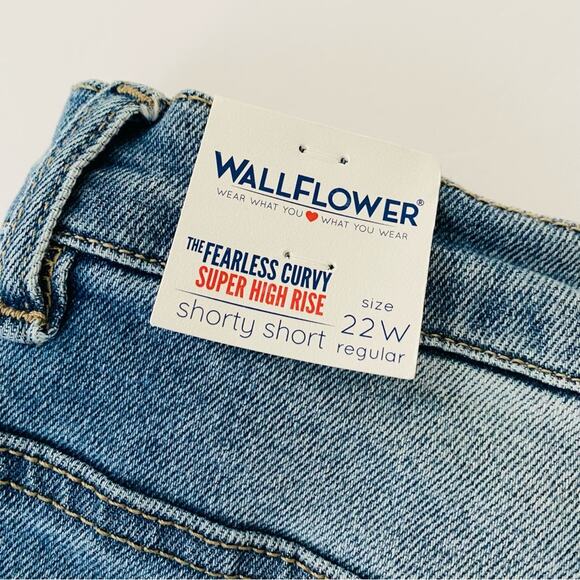 WALLFLOWER®
WEAR WHAT YOU ❤ WHAT YOU WEAR
THE FEARLESS CURVY
SUPER HIGH RISE
shorty short
size
22W
regular